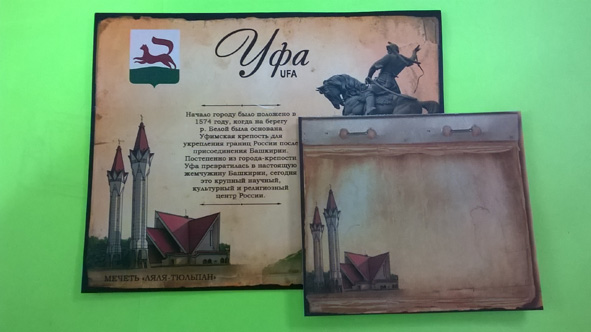 Уфа
UFA
Начало городу было положено в
1574 году, когда на берегу
р. Белой была основана
Уфимская крепость для
укрепления границ России после
присоединения Башкирии.
Постепенно из города-крепости
Уфа превратилась в настоящую
жемчужину Башкирии, сегодня
это крупный научный,
культурный и религиозный
центр России.
МЕЧЕТЬ «ЛЯЛЯ-ТЮЛЬПАН»